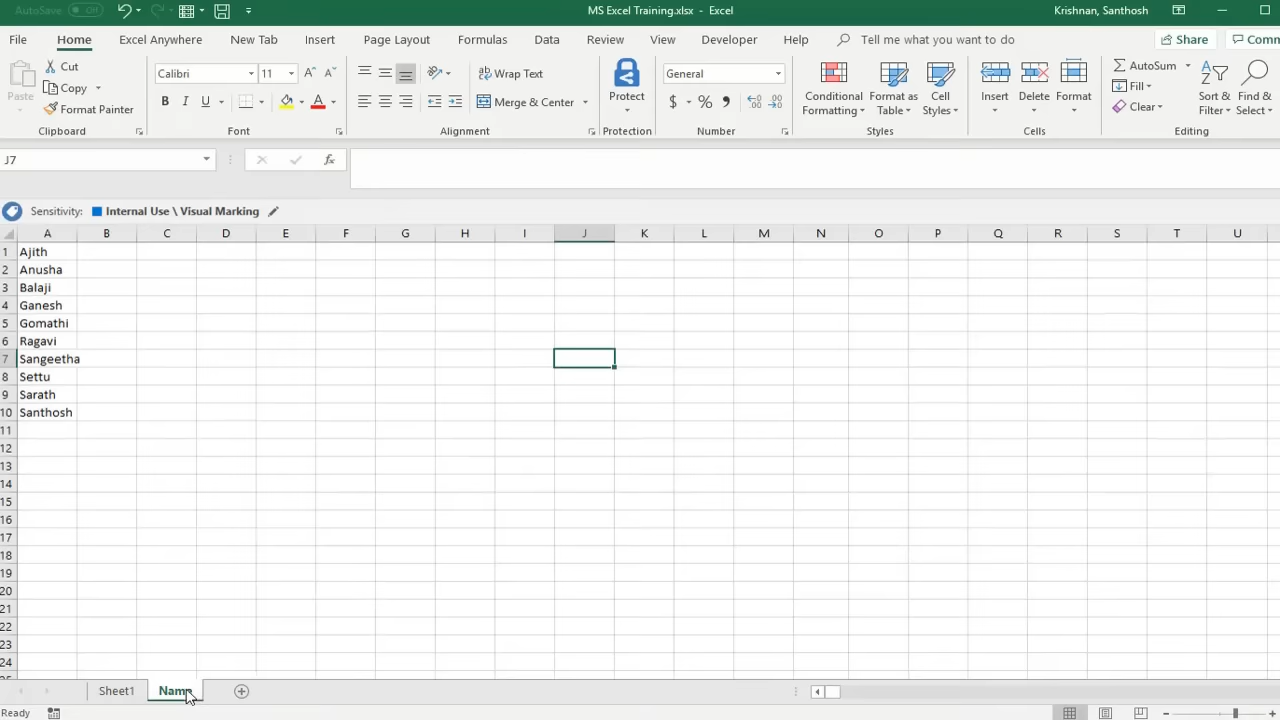 AutoSave Off MS Excel Training.xlsx - Excel Krishnan, Santhosh
File Home Excel Anywhere New Tab Insert Page Layout Formulas Data Review View Developer Help Tell me what you want to do Share Comm
Paste Cut Copy Format Painter
Calibri 11
B I U A
Wrap Text
Merge & Center
Protect
General
$ % ,
Conditional Formatting Format as Table Cell Styles
Insert Delete Format
AutoSum Fill Clear
Sort & Filter Find & Select
Clipboard Font Alignment Protection Number Styles Cells Editing
J7 fx
Sensitivity: Internal Use \ Visual Marking
A B C D E F G H I J K L M N O P Q R S T U
1 Ajith
2 Anusha
3 Balaji
4 Ganesh
5 Gomathi
6 Ragavi
7 Sangeetha
8 Settu
9 Sarath
10 Santhosh
11
12
13
14
15
16
17
18
19
20
21
22
23
24
Sheet1 Name
Ready